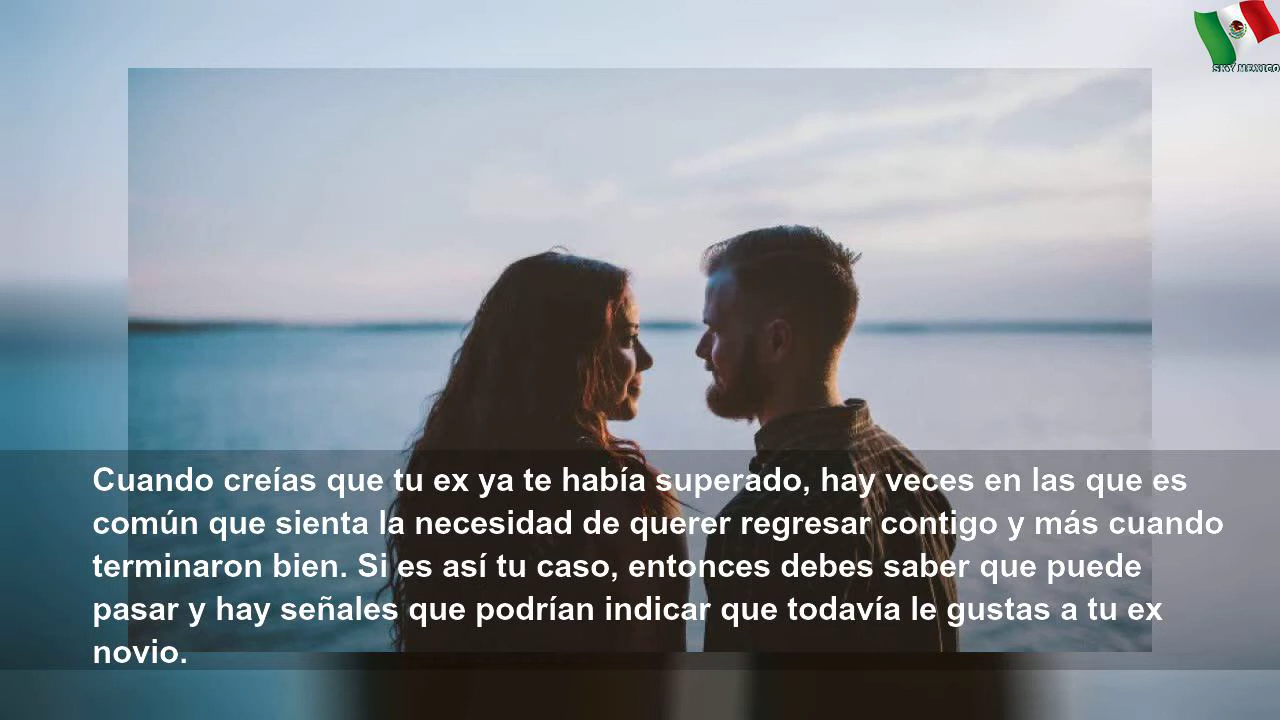 SKY MEXICO
Cuando creías que tu ex ya te había superado, hay veces en las que es
común que sienta la necesidad de querer regresar contigo y más cuando
terminaron bien. Si es así tu caso, entonces debes saber que puede
pasar y hay señales que podrían indicar que todavía le gustas a tu ex
novio.